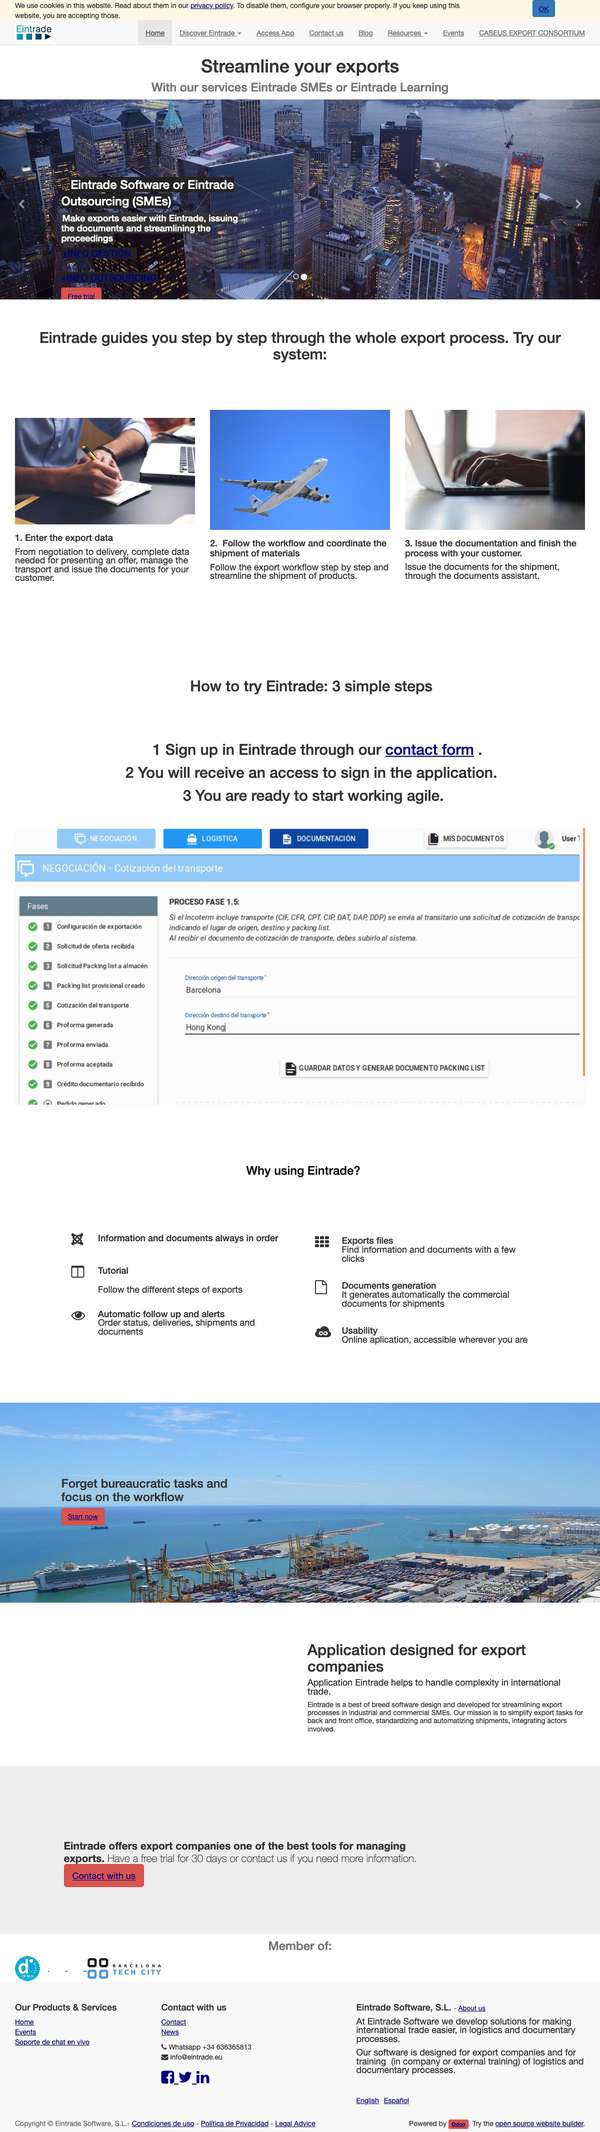 We use cookies in this website. Read about them in our privacy policy. To disable them, configure your browser properly. If you keep using this
website, you are accepting those.
OK
Eintrade
Home Discover Eintrade Access App Contact us Blog Resources Events CASEUS EXPORT CONSORTIUM
Streamline your exports
With our services Eintrade SMEs or Eintrade Learning
Eintrade Software or Eintrade
Outsourcing (SMEs)
Make exports easier with Eintrade, issuing
the documents and streamlining the
proceedings
+INFO GESTIÓN
+INFO OUTSOURCING
Free trial
Eintrade guides you step by step through the whole export process. Try our
system:
1. Enter the export data
From negotiation to delivery, complete data
needed for presenting an offer, manage the
transport and issue the documents for your
customer.
2. Follow the workflow and coordinate the
shipment of materials
Follow the export workflow step by step and
streamline the shipment of products.
3. Issue the documentation and finish the
process with your customer.
Issue the documents for the shipment,
through the documents assistant.
How to try Eintrade: 3 simple steps
1 Sign up in Eintrade through our contact form .
2 You will receive an access to sign in the application.
3 You are ready to start working agile.
NEGOCIACIÓN LOGISTICA DOCUMENTACIÓN MIS DOCUMENTOS User T
NEGOCIACIÓN - Cotización del transporte
Fases
1 Configuración de exportación
2 Solicitud de oferta recibida
3 Solicitud Packing list a almacén
4 Packing list provisional creado
5 Cotización del transporte
6 Proforma generada
7 Proforma enviada
8 Proforma aceptada
9 Crédito documentario recibido
Pedido generado
PROCESO FASE 1.5:
Si el Incoterm incluye transporte (CIF, CFR, CPT, CIP, DAT, DAP, DDP) se envía al transitario una solicitud de cotización de transpo
indicando el lugar de origen, destino y packing list.
Al recibir el documento de cotización de transporte, debes subirlo al sistema.
Dirección origen del transporte*
Barcelona
Dirección destino del transporte*
Hong Kong
GUARDAR DATOS Y GENERAR DOCUMENTO PACKING LIST
Why using Eintrade?
Information and documents always in order
Tutorial
Follow the different steps of exports
Automatic follow up and alerts
Order status, deliveries, shipments and
documents
Exports files
Find information and documents with a few
clicks
Documents generation
It generates automatically the commercial
documents for shipments
Usability
Online aplication, accessible wherever you are
Forget bureaucratic tasks and
focus on the workflow
Start now
Application designed for export
companies
Application Eintrade helps to handle complexity in international
trade.
Eintrade is a best of breed software design and developed for streamlining export
processes in industrial and commercial SMEs. Our mission is to simplify export tasks for
back and front office, standardizing and automatizing shipments, integrating actors
involved.
Eintrade offers export companies one of the best tools for managing
exports. Have a free trial for 30 days or contact us if you need more information.
Contact with us
Member of:
d
BARCELONA
TECH CITY
Our Products & Services
Home
Events
Soporte de chat en vivo
Contact with us
Contact
News
Whatsapp +34 636365813
info@eintrade.eu
Eintrade Software, S.L. - About us
At Eintrade Software we develop solutions for making
international trade easier, in logistics and documentary
processes.
Our software is designed for export companies and for
training (in company or external training) of logistics and
documentary processes.
English Español
Copyright © Eintrade Software, S.L.- Condiciones de uso - Política de Privacidad - Legal Advice
Powered by Odoo. Try the open source website builder.